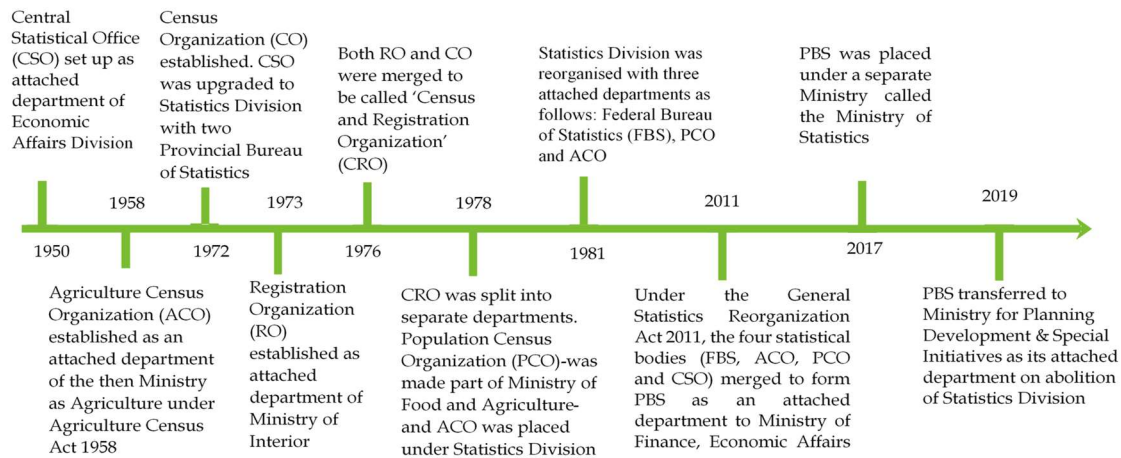 Central
Statistical Office
(CSO) set up as
attached
department of
Economic
Affairs Division
Census
Organization (CO)
established. CSO
was upgraded to
Statistics Division
with two
Provincial Bureau
of Statistics
Both RO and CO
were merged to
be called ‘Census
and Registration
Organization’
(CRO)
Statistics Division was
reorganised with three
attached departments as
follows: Federal Bureau
of Statistics (FBS), PCO
and ACO
PBS was placed
under a separate
Ministry called
the Ministry of
Statistics
1958
1973
1978
2011
2019
1950
1972
1976
1981
2017
Agriculture Census
Organization (ACO)
established as an
attached department
of the then Ministry
as Agriculture under
Agriculture Census
Act 1958
Registration
Organization
(RO)
established as
attached
department of
Ministry of
Interior
CRO was split into
separate departments.
Population Census
Organization (PCO)-was
made part of Ministry of
Food and Agriculture-
and ACO was placed
under Statistics Division
Under the General
Statistics Reorganization
Act 2011, the four statistical
bodies (FBS, ACO, PCO
and CSO) merged to form
PBS as an attached
department to Ministry of
Finance, Economic Affairs
PBS transferred to
Ministry for Planning
Development & Special
Initiatives as its attached
department on abolition
of Statistics Division